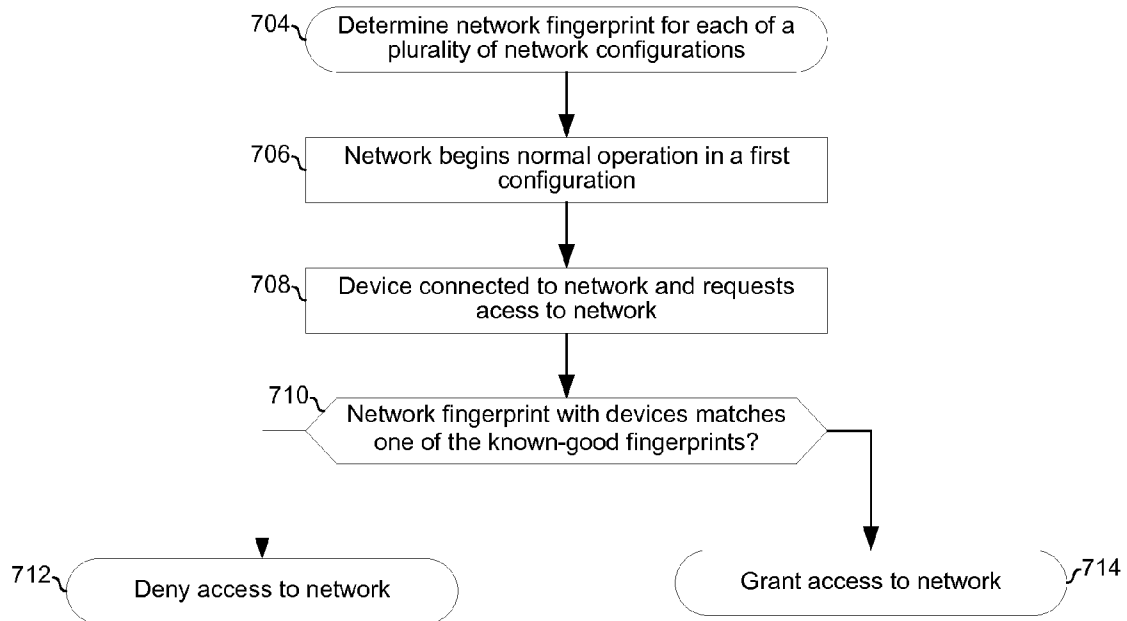 704
Determine network fingerprint for each of a
plurality of network configurations
706
Network begins normal operation in a first
configuration
708
Device connected to network and requests
acess to network
710
Network fingerprint with devices matches
one of the known-good fingerprints?
712
Deny access to network
Grant access to network
714